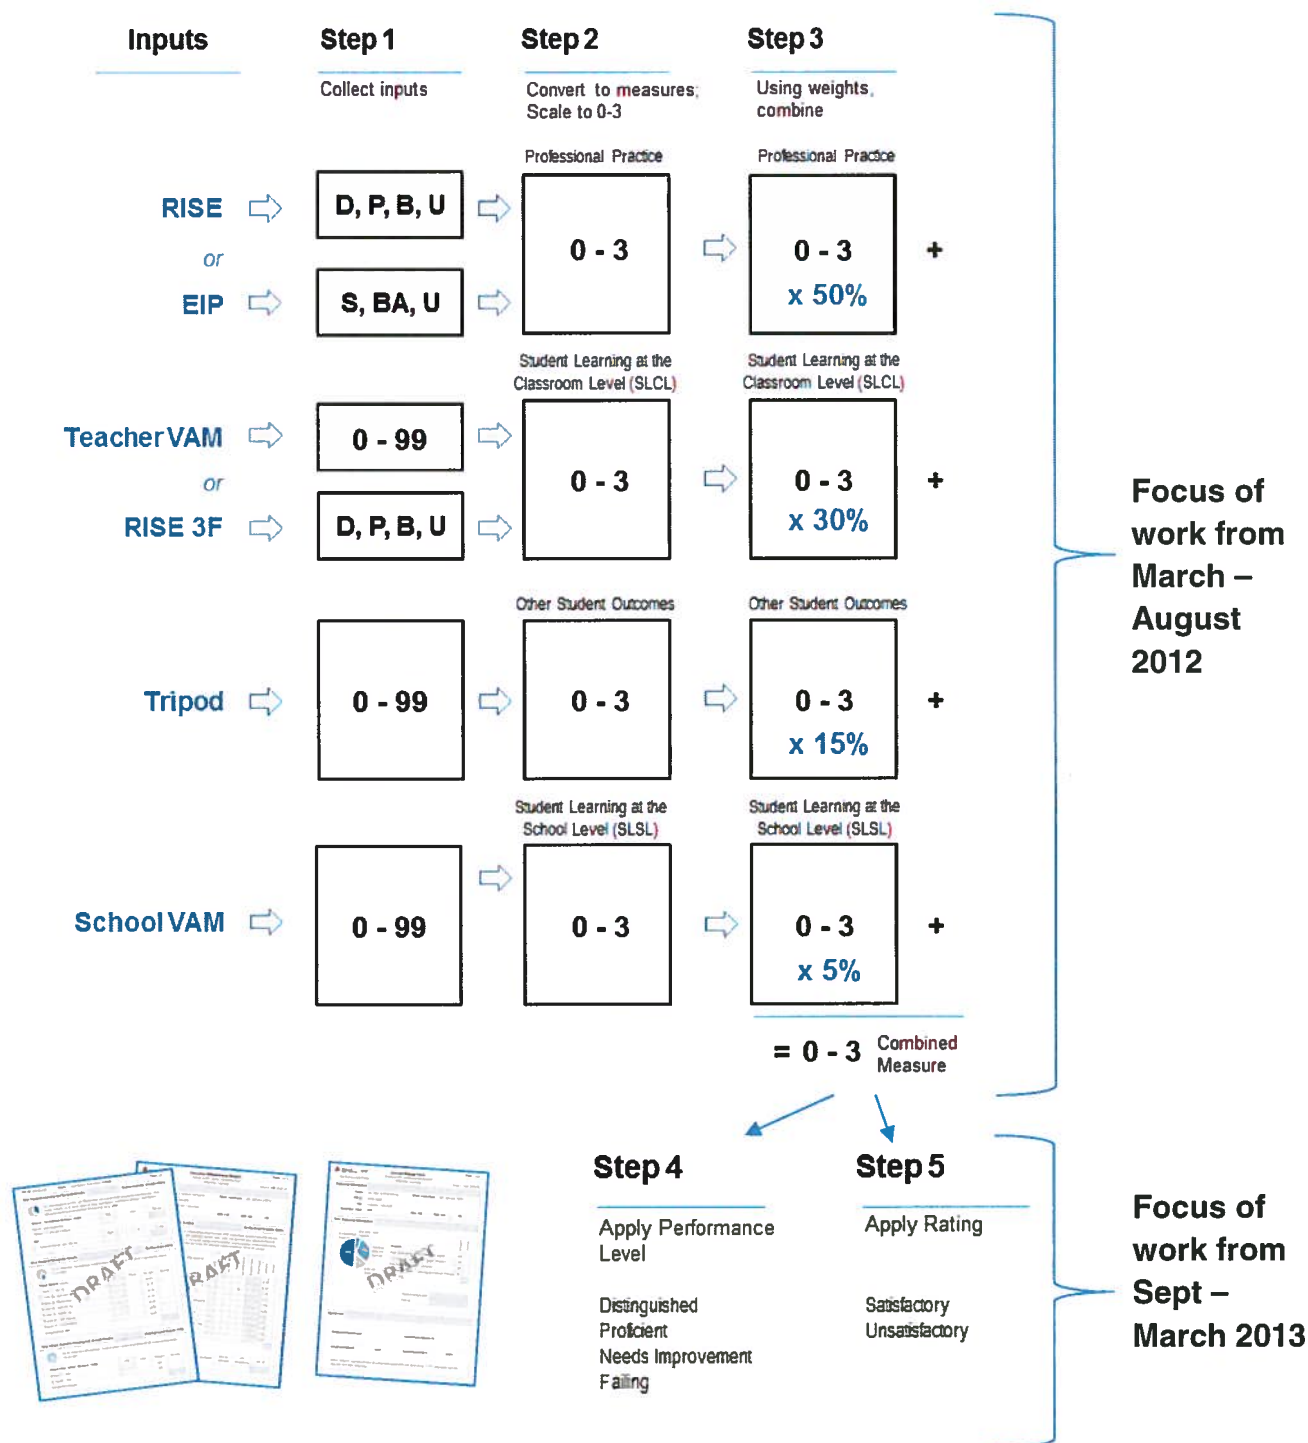 Inputs
Step 1
Step 2
Step 3
Collect inputs
Convert to measures;
Scale to 0-3
Using weights,
combine
Professional Practice
Professional Practice
RISE
D, P, B, U
or
0 - 3
0 - 3
+
x 50%
EIP
S, BA, U
Student Learning at the
Classroom Level (SLCL)
Student Learning at the
Classroom Level (SLCL)
Teacher VAM
0 - 99
or
0 - 3
0 - 3
+
x 30%
RISE 3F
D, P, B, U
Focus of
work from
March –
August
2012
Other Student Outcomes
Other Student Outcomes
Tripod
0 - 99
0 - 3
0 - 3
+
x 15%
Student Learning at the
School Level (SLSL)
Student Learning at the
School Level (SLSL)
School VAM
0 - 99
0 - 3
0 - 3
+
x 5%
= 0 - 3
Combined
Measure
DRAFT
DRAFT
Step 4
Step 5
Apply Performance
Level
Apply Rating
Distinguished
Proficient
Needs Improvement
Failing
Satisfactory
Unsatisfactory
Focus of
work from
Sept –
March 2013